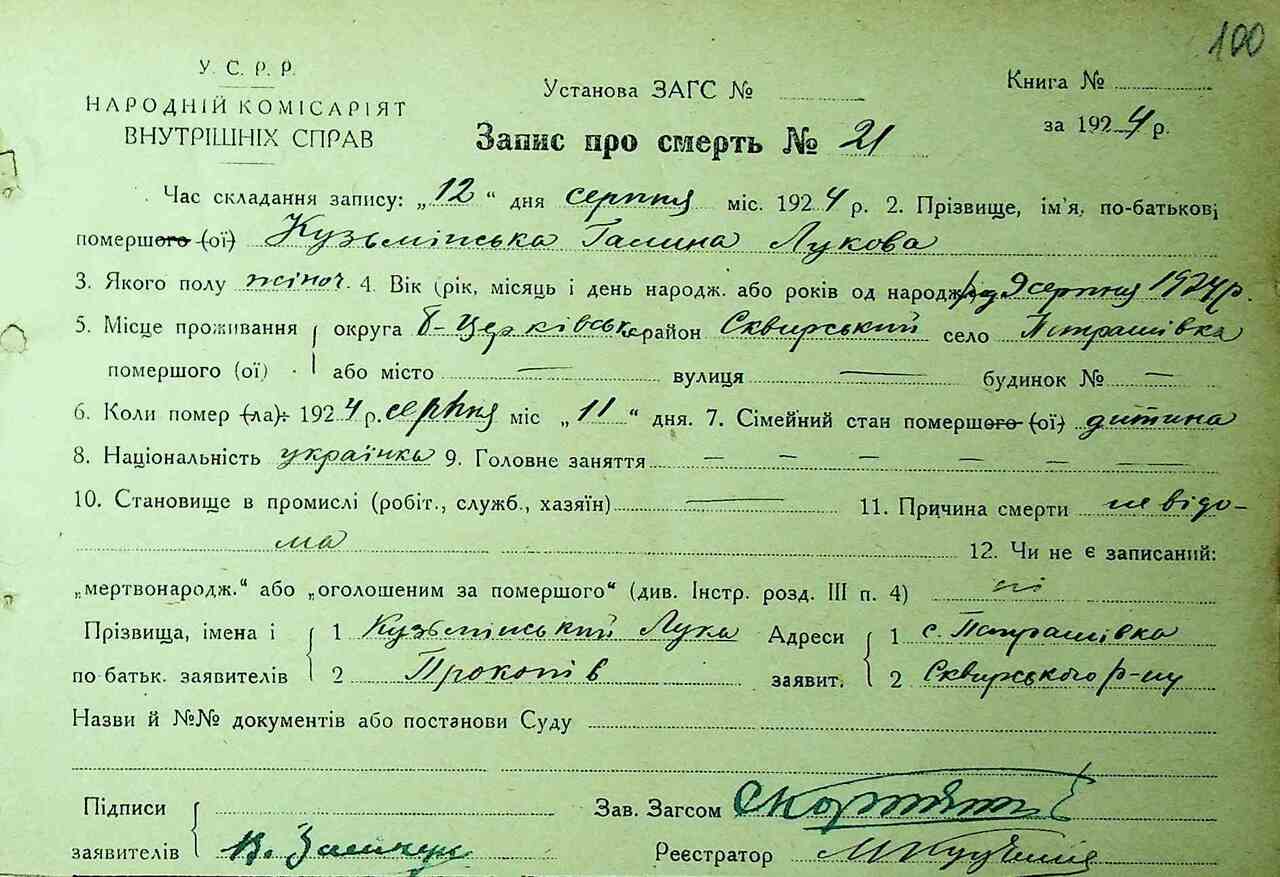 100
У. С. Р. Р.
НАРОДНІЙ КОМІСАРІЯТ
ВНУТРІШНІХ СПРАВ
Установа ЗАГС №
Книга №
за 1924 р.
Запис про смерть № 21
Час складання запису: „12“ дня серпня міс. 1924 р. 2. Прізвище, ім'я, по-батькові
помершого (ої) Кузьмінська Галина Лукова
3. Якого полу жіноч. 4. Вік (рік, місяць і день народж. або років од народж. 9 серпня 1924 р.
5. Місце проживання округа Б-Церківська район Сквирський село Петрашівка
помершого (ої) або місто — вулиця — будинок № —
6. Коли помер (ла): 1924 р. серпня міс „11“ дня. 7. Сімейний стан помершого (ої) дитина
8. Національність українка 9. Головне заняття — — — — — —
10. Становище в промислі (робіт., служб., хазяїн) — 11. Причина смерти невідо-
ма 12. Чи не є записаний:
„мертвонародж.“ або „оголошеним за помершого“ (див. Інстр. розд. III п. 4) ні
Прізвища, імена і 1 Кузьмінський Лука Адреси 1 с. Петрашівка
по батьк. заявителів 2 Прокопів заявит. 2 Сквирського р-ну
Назви й №№ документів або постанови Суду
Підписи Зав. Загсом
заявителів В. Реєстратор